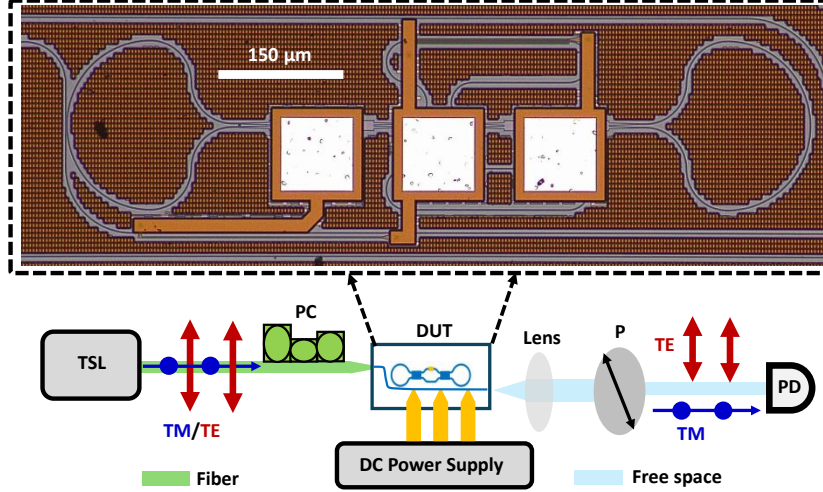 150 µm
PC
DUT
Lens
P
TE
TSL
PD
TM/TE
TM
DC Power Supply
Fiber
Free space